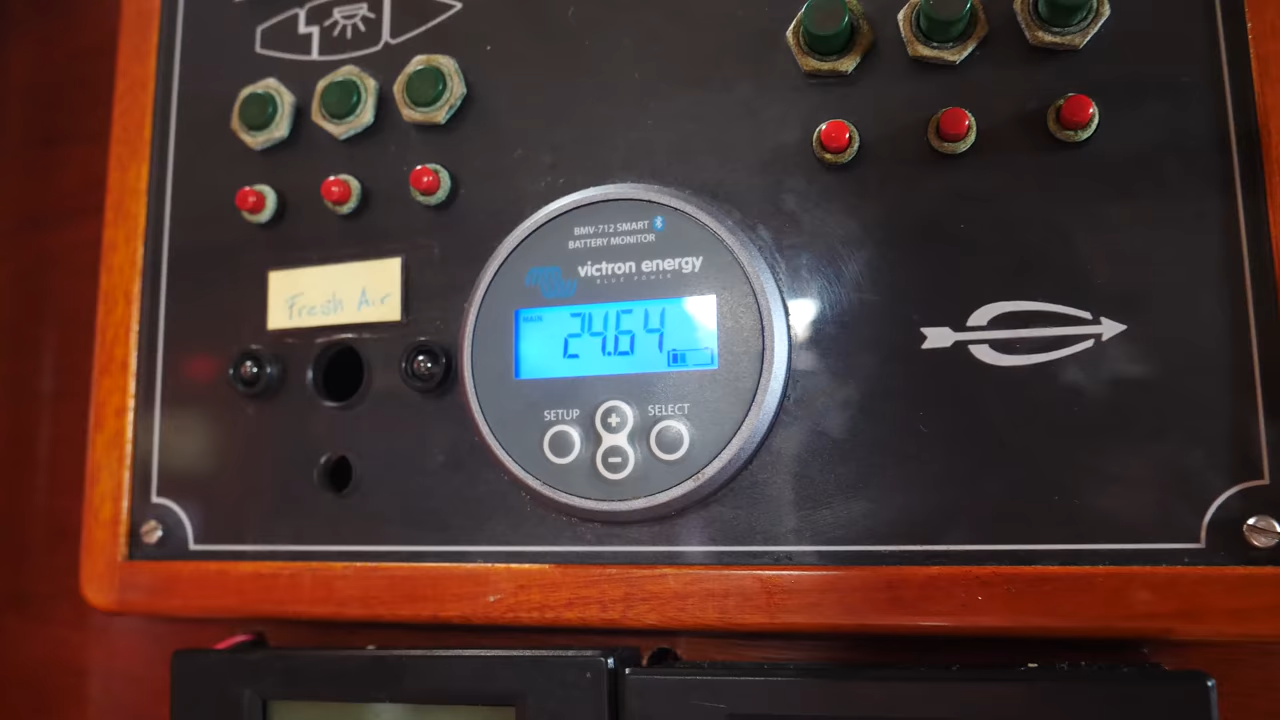 BMV-712 SMART
BATTERY MONITOR
victron energy
BLUE POWER
Fresh Air
MAIN
24.64
SETUP
+
SELECT
-